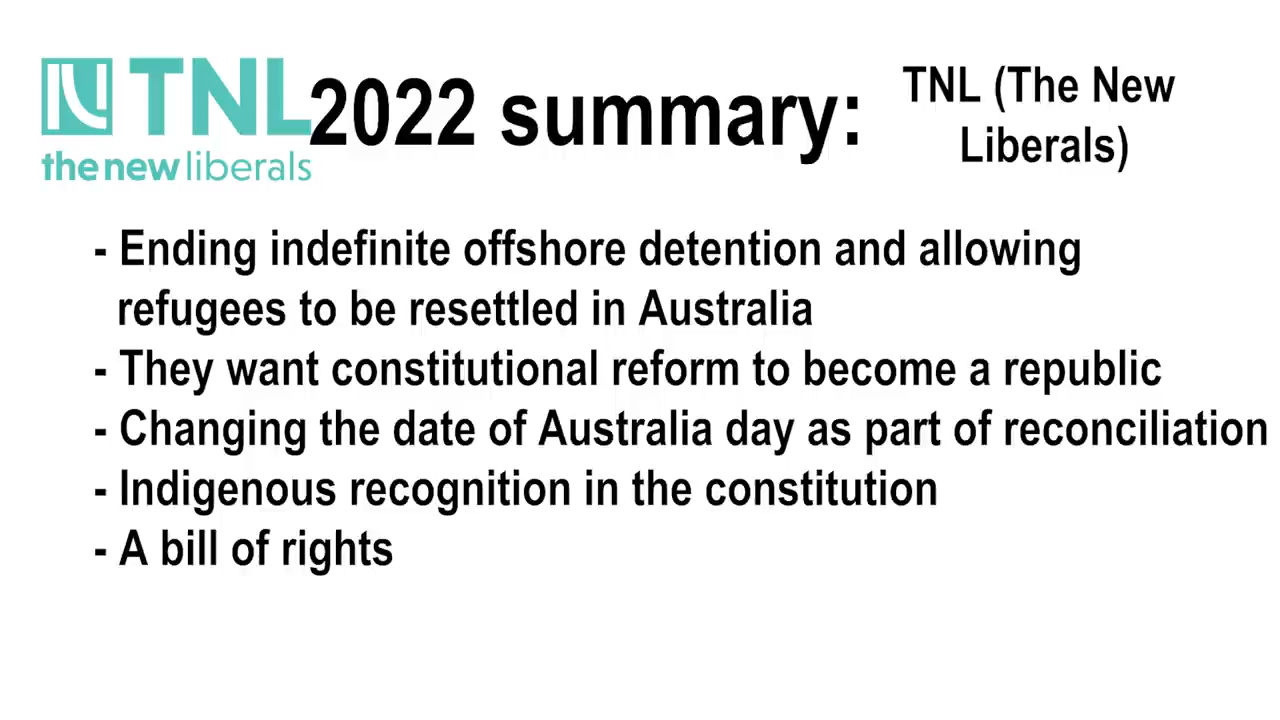 TNL
the new liberals
2022 summary:
TNL (The New
Liberals)
- Ending indefinite offshore detention and allowing
refugees to be resettled in Australia
- They want constitutional reform to become a republic
- Changing the date of Australia day as part of reconciliation
- Indigenous recognition in the constitution
- A bill of rights